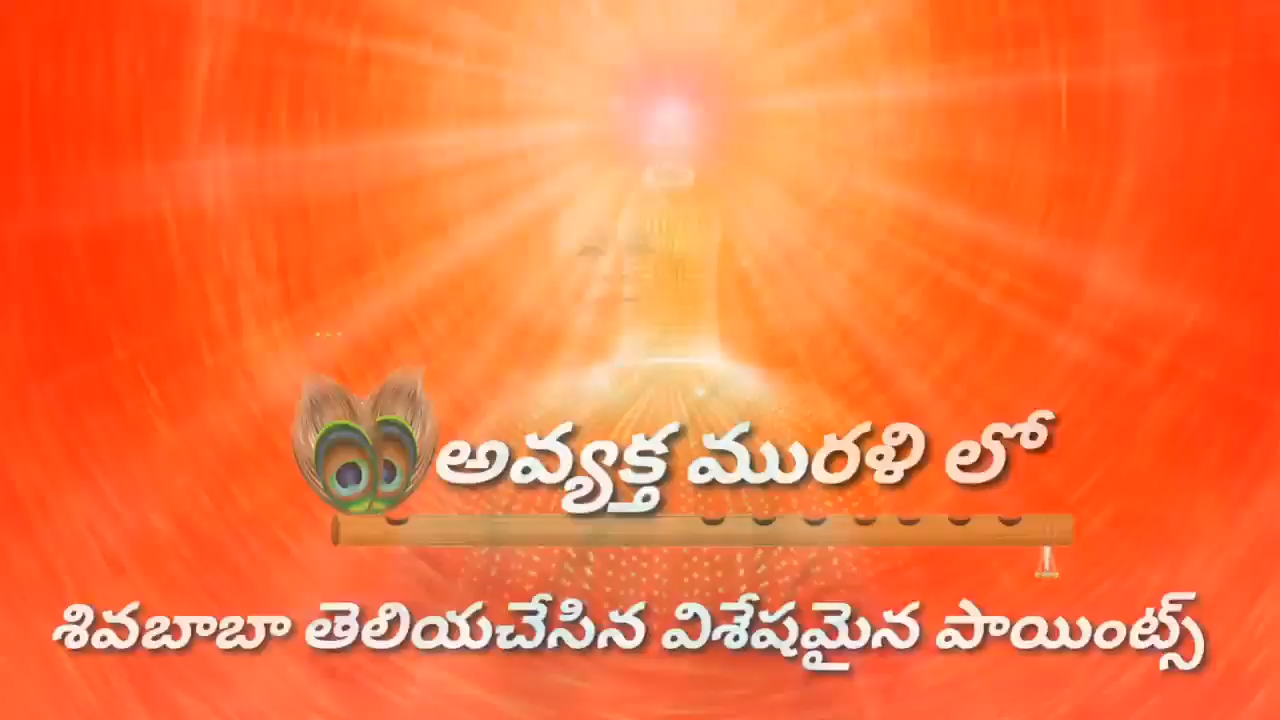 అవ్యక్త మురళి లో
శివబాబా తెలియచేసిన విశేషమైన పాయింట్స్